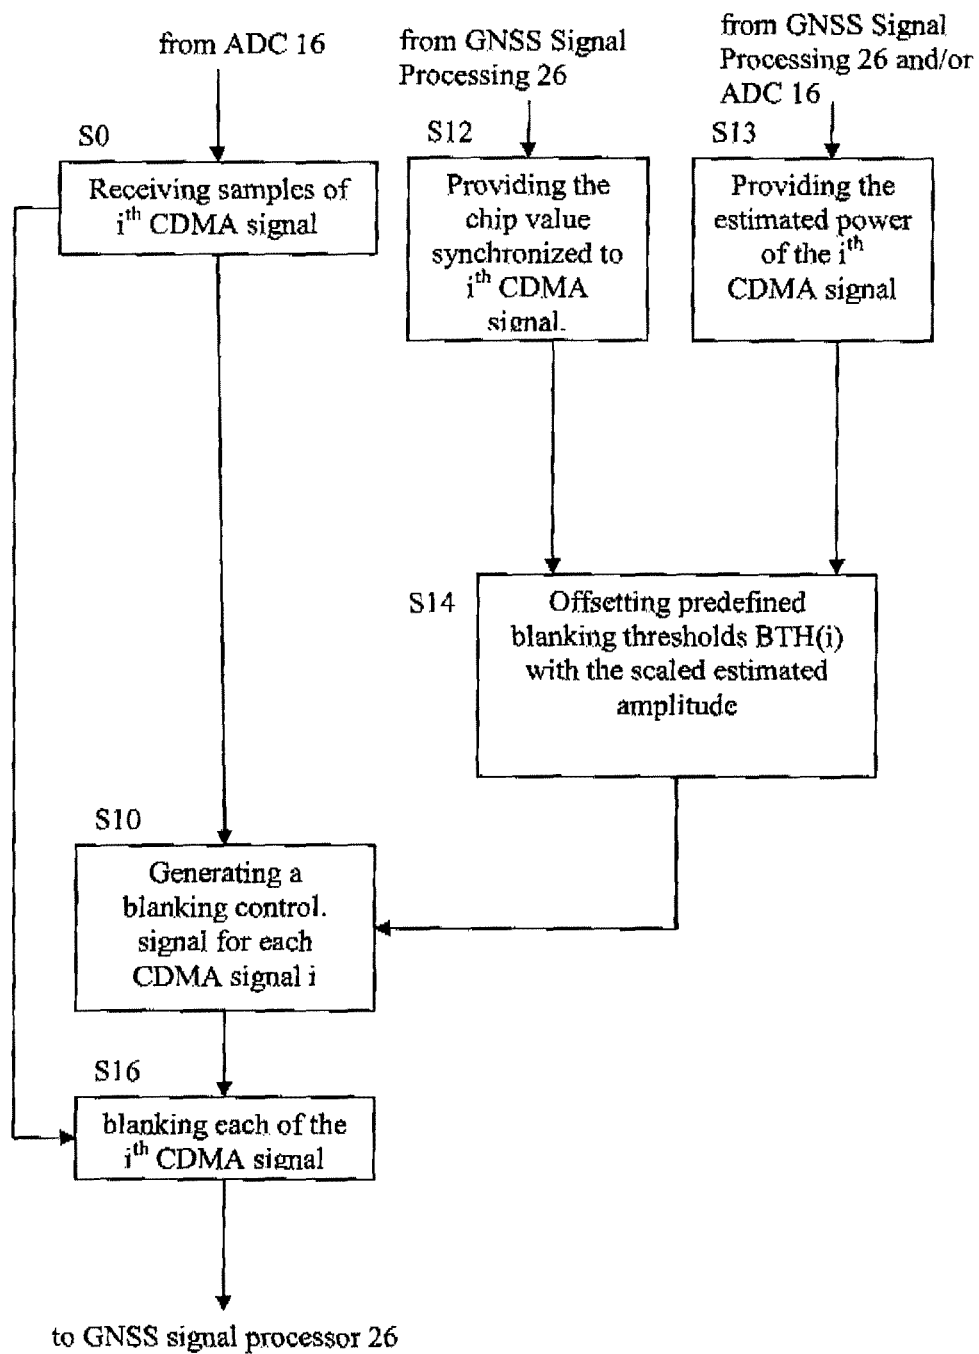 from ADC 16
from GNSS Signal
Processing 26
from GNSS Signal
Processing 26 and/or
ADC 16
S0
Receiving samples of
i^th CDMA signal
S12
Providing the
chip value
synchronized to
i^th CDMA
signal.
S13
Providing the
estimated power
of the i^th
CDMA signal
S14
Offsetting predefined
blanking thresholds BTH(i)
with the scaled estimated
amplitude
S10
Generating a
blanking control.
signal for each
CDMA signal i
S16
blanking each of the
i^th CDMA signal
to GNSS signal processor 26